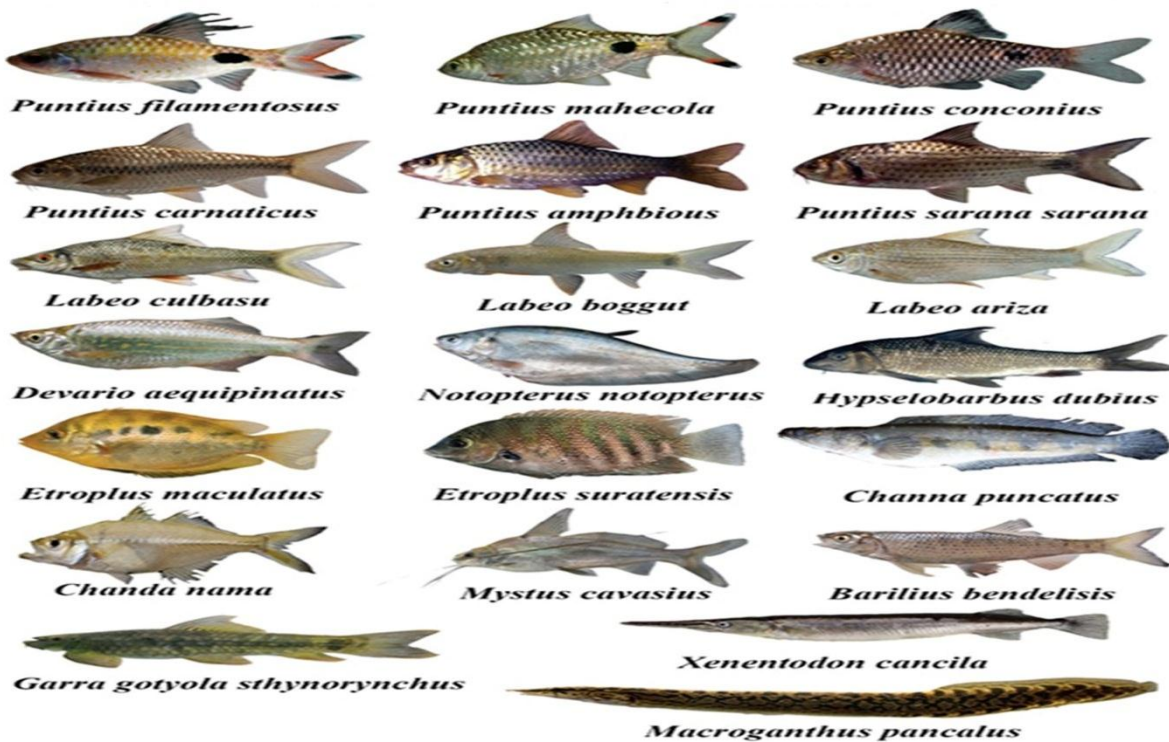 Puntius filamentosus
Puntius mahecola
Puntius conconius
Puntius carnaticus
Puntius amphbious
Puntius sarana sarana
Labeo culbasu
Labeo boggut
Labeo ariza
Devario aequipinatus
Notopterus notopterus
Hypselobarbus dubius
Etroplus maculatus
Etroplus suratensis
Channa puncatus
Chanda nama
Mystus cavasius
Barilius bendelisis
Garra gotyola sthynorynchus
Xenentodon cancila
Macroganthus pancalus